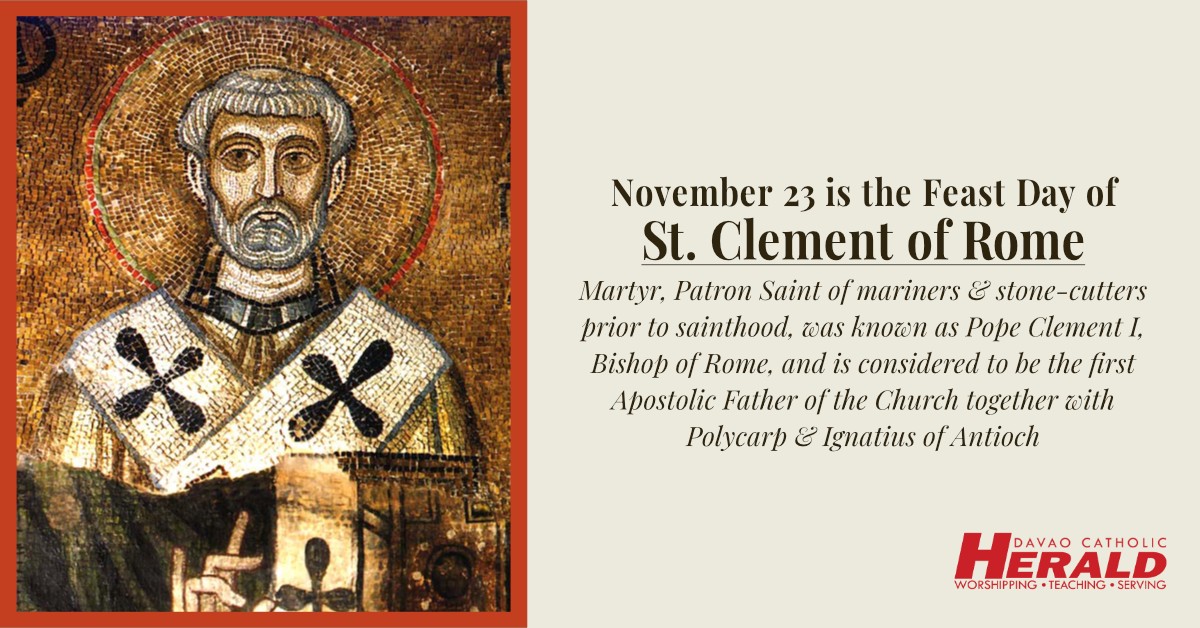 November 23 is the Feast Day of
St. Clement of Rome
Martyr, Patron Saint of mariners & stone-cutters
prior to sainthood, was known as Pope Clement I,
Bishop of Rome, and is considered to be the first
Apostolic Father of the Church together with
Polycarp & Ignatius of Antioch
DAVAO CATHOLIC
HERALD
WORSHIPPING • TEACHING • SERVING